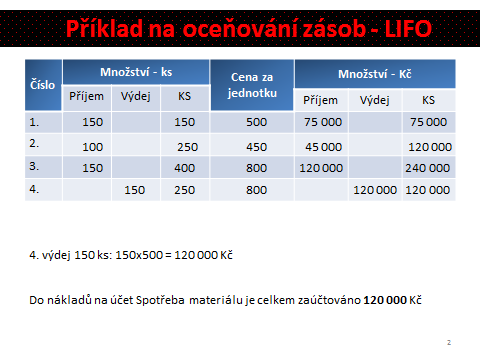 Příklad na oceňování zásob - LIFO
Číslo Množství - ks Cena za jednotku Množství - Kč
Příjem Výdej KS Příjem Výdej KS
1. 150 150 500 75 000 75 000
2. 100 250 450 45 000 120 000
3. 150 400 800 120 000 240 000
4. 150 250 800 120 000 120 000
4. výdej 150 ks: 150x500 = 120 000 Kč
Do nákladů na účet Spotřeba materiálu je celkem zaúčtováno 120 000 Kč
2